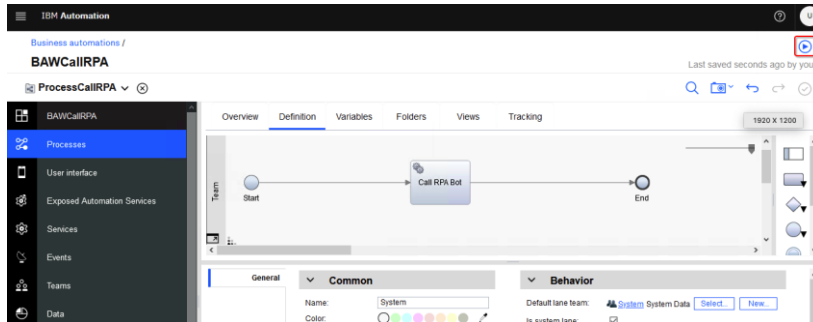 IBM Automation
U
Business automations /
BAWCallRPA
Last saved seconds ago by you
ProcessCallRPA
BAWCallRPA
Overview Definition Variables Folders Views Tracking
1920 X 1200
Processes
User interface
Exposed Automation Services
Services
Events
Teams
Data
Team
Start
Call RPA Bot
End
General
Common
Behavior
Name: System
Default lane team: System System Data Select... New...
Color:
Is system lane: